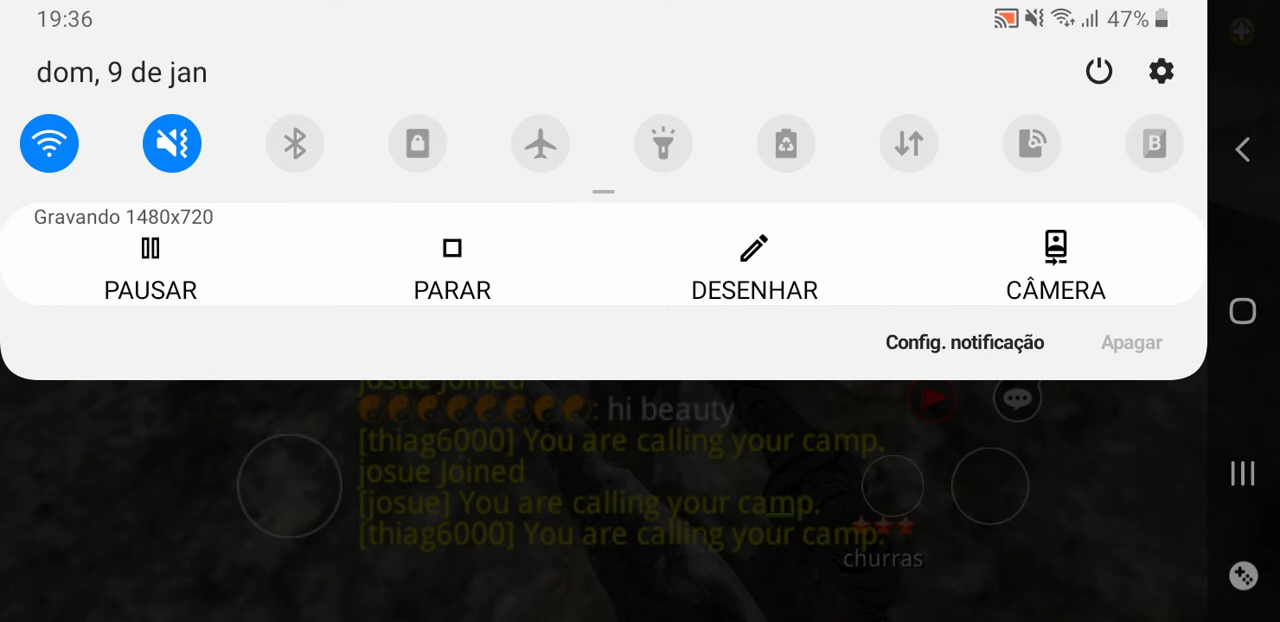 19:36
47%
dom, 9 de jan
B
Gravando 1480x720
PAUSAR
PARAR
DESENHAR
CÂMERA
Config. notificação
Apagar
josue Joined
: hi beauty
[thiag6000] You are calling your camp.
josue Joined
[josue] You are calling your camp.
[thiag6000] You are calling your camp.
churras